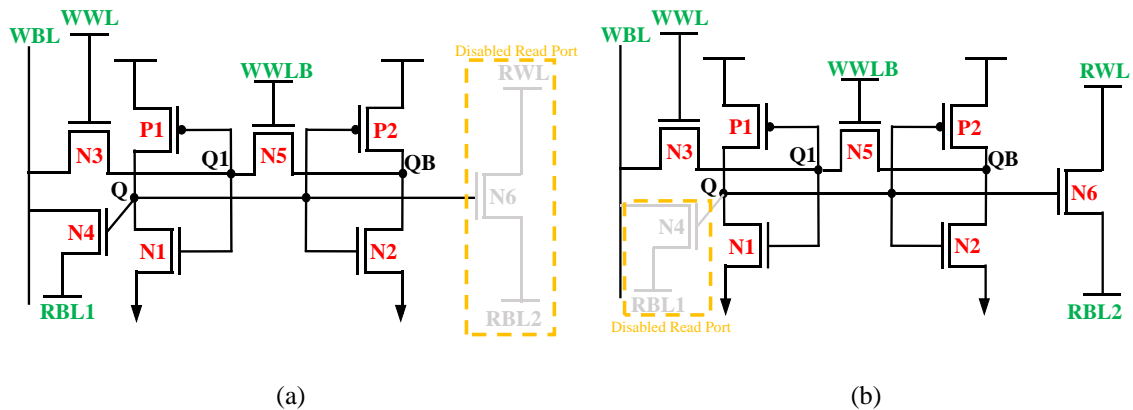 WWL
WBL
Disabled Read Port
RWL
WWLB
P1
P2
N3
Q1
N5
QB
Q
N6
N4
N1
N2
RBL1
RBL2
(a)
WWL
WBL
RWL
WWLB
P1
P2
N3
Q1
N5
QB
Q
N6
N4
N1
N2
RBL1
Disabled Read Port
RBL2
(b)